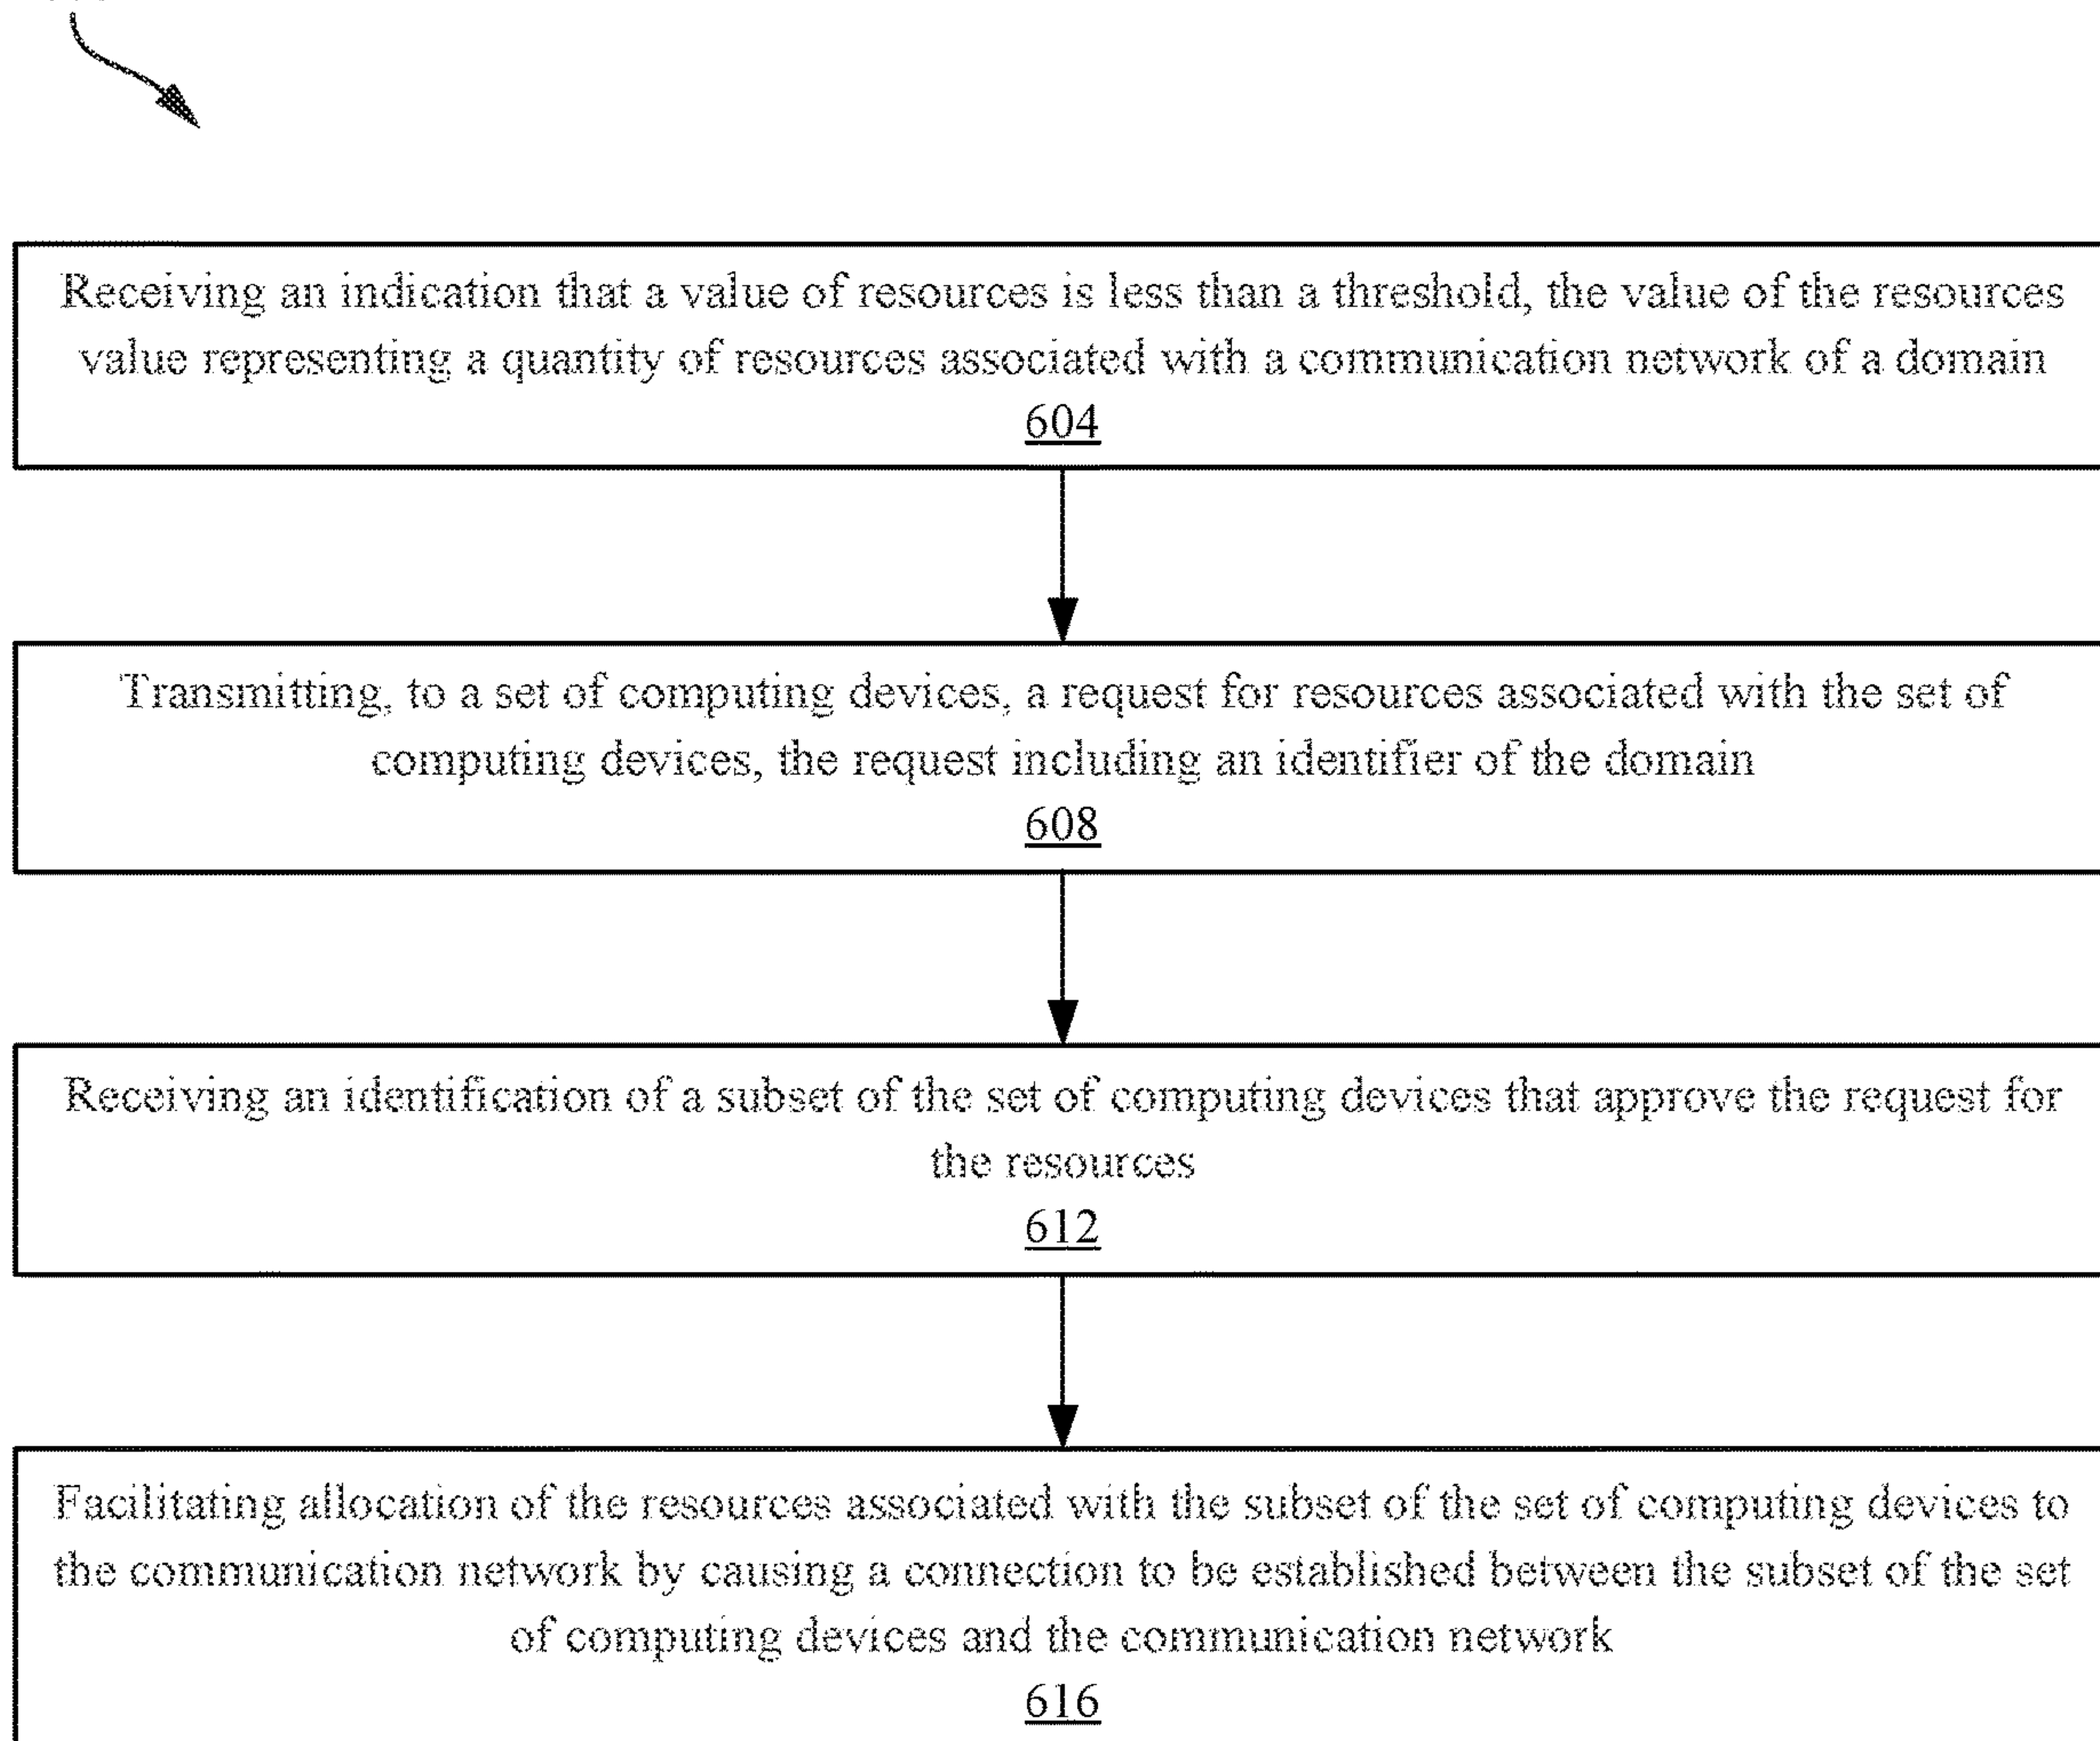 Receiving an indication that a value of resources is less than a threshold, the value of the resources
value representing a quantity of resources associated with a communication network of a domain
604
Transmitting, to a set of computing devices, a request for resources associated with the set of
computing devices, the request including an identifier of the domain
608
Receiving an identification of a subset of the set of computing devices that approve the request for
the resources
612
Facilitating allocation of the resources associated with the subset of the set of computing devices to
the communication network by causing a connection to be established between the subset of the set
of computing devices and the communication network
616